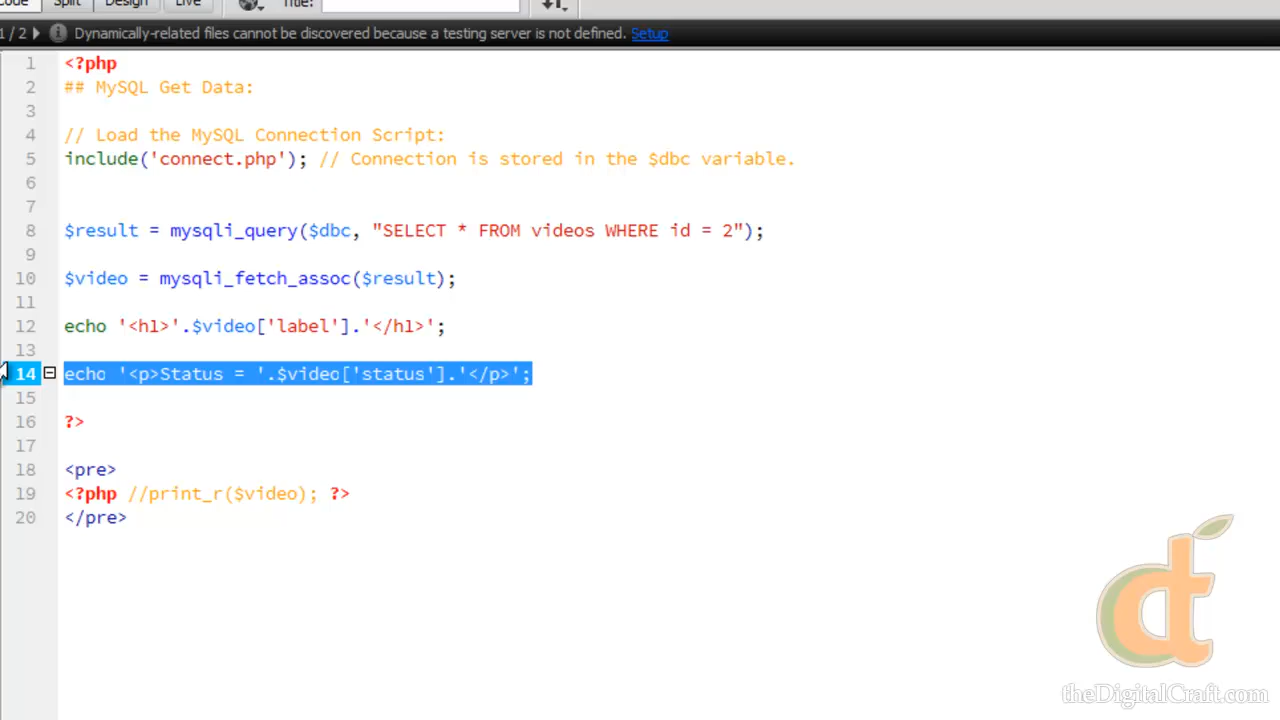 Code Split Design Live Title:
1 / 2 Dynamically-related files cannot be discovered because a testing server is not defined. Setup
1 <?php
2 ## MySQL Get Data:
3
4 // Load the MySQL Connection Script:
5 include('connect.php'); // Connection is stored in the $dbc variable.
6
7
8 $result = mysqli_query($dbc, "SELECT * FROM videos WHERE id = 2");
9
10 $video = mysqli_fetch_assoc($result);
11
12 echo '<h1>'.$video['label'].'</h1>';
13
14 echo '<p>Status = '.$video['status'].'</p>';
15
16 ?>
17
18 <pre>
19 <?php //print_r($video); ?>
20 </pre>
dt
theDigitalCraft.com